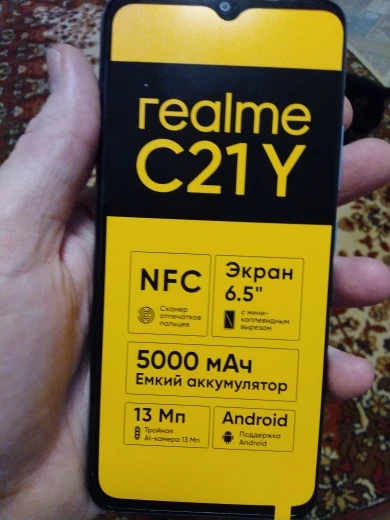 realme
C21Y
NFC
Сканер
отпечатков
пальцев
Экран
6.5"
с мини-
каплевидным
вырезом
5000 мАч
Емкий аккумулятор
13 Мп
Тройная
AI-камера 13 Мп
Android
Поддержка
Android